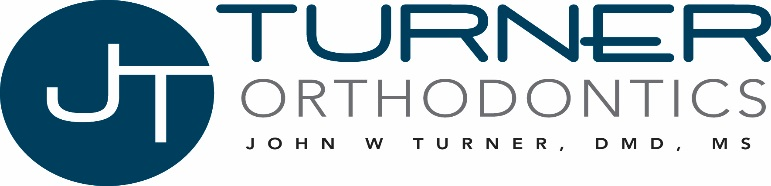 JT
TURNER
ORTHODONTICS
JOHN W TURNER, DMD, MS